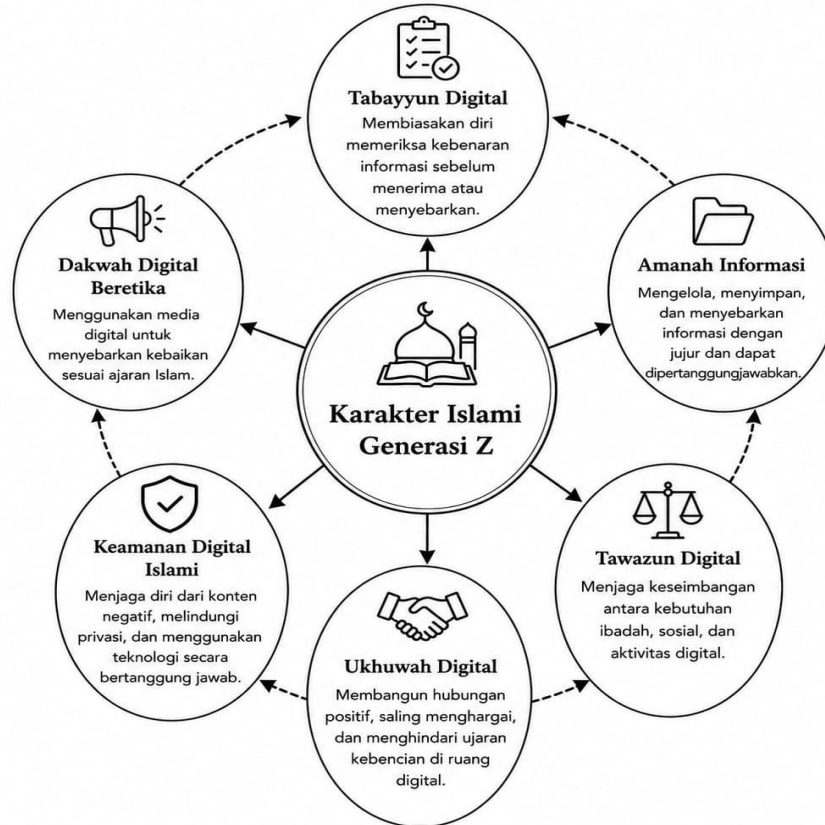 Tabayyun Digital
Membiasakan diri
memeriksa kebenaran
informasi sebelum
menerima atau
menyebarkan.
Dakwah Digital
Beretika
Menggunakan media
digital untuk
menyebarkan kebaikan
sesuai ajaran Islam.
Amanah Informasi
Mengelola, menyimpan,
dan menyebarkan
informasi dengan
jujur dan dapat
dipertanggungjawabkan.
Karakter Islami
Generasi Z
Keamanan Digital
Islami
Menjaga diri dari konten
negatif, melindungi
privasi, dan menggunakan
teknologi secara
bertanggung jawab.
Tawazun Digital
Menjaga keseimbangan
antara kebutuhan
ibadah, sosial, dan
aktivitas digital.
Ukhuwah Digital
Membangun hubungan
positif, saling menghargai,
dan menghindari ujaran
kebencian di ruang
digital.